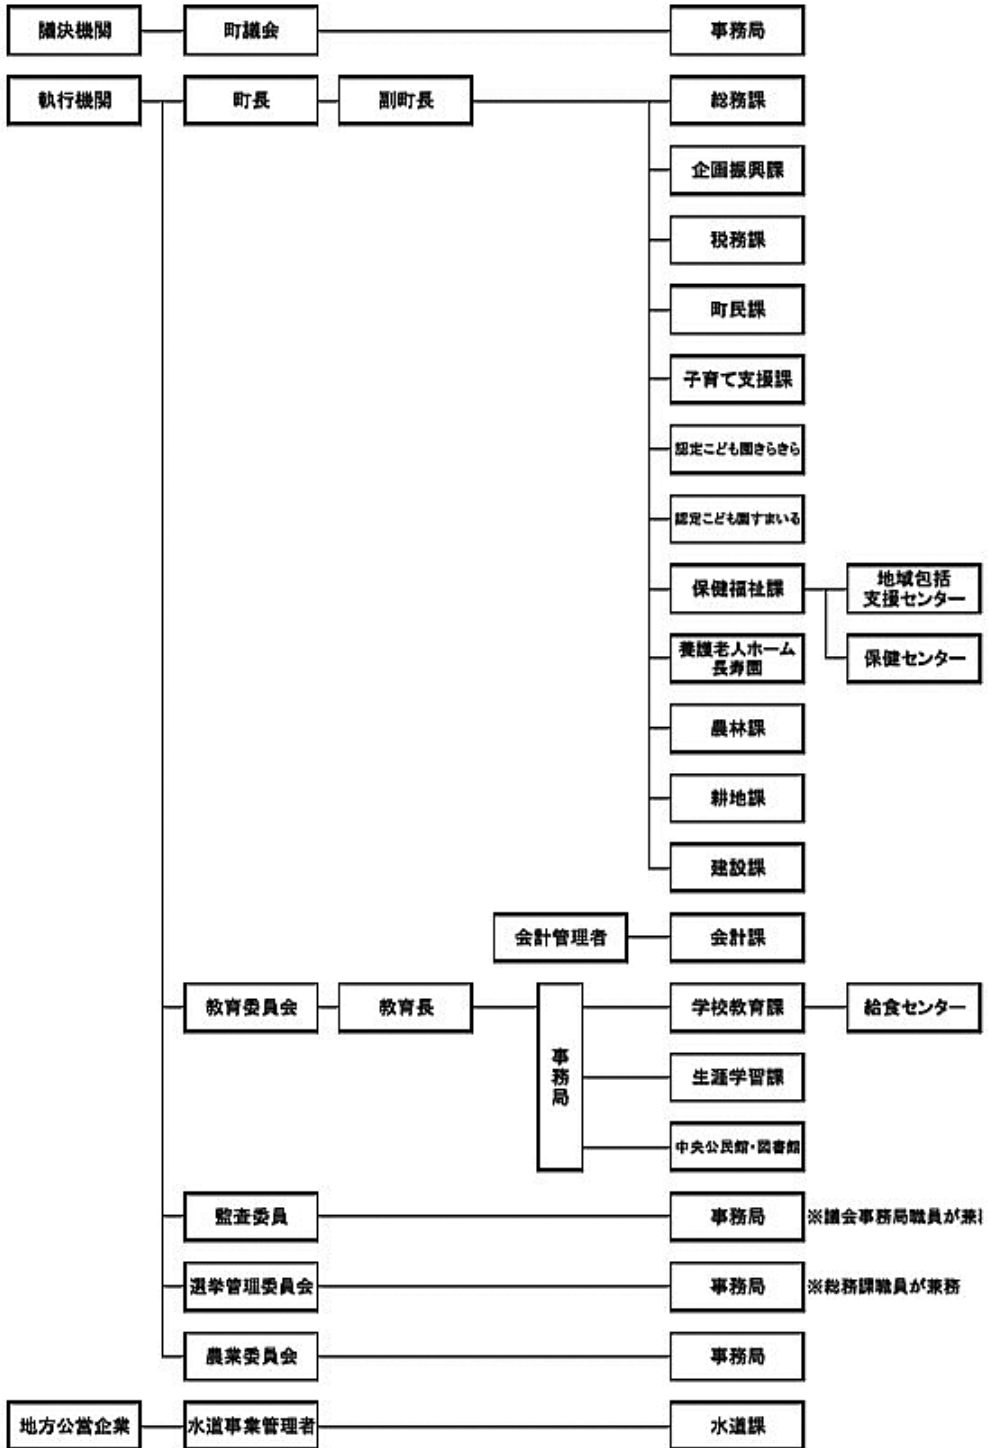 議決機関
町議会
事務局
執行機関
町長
副町長
総務課
企画振興課
税務課
町民課
子育て支援課
認定こども園きらきら
認定こども園すまいる
保健福祉課
地域包括
支援センター
養護老人ホーム
長寿園
保健センター
農林課
耕地課
建設課
会計管理者
会計課
教育委員会
教育長
事務局
学校教育課
給食センター
生涯学習課
中央公民館・図書館
監査委員
事務局
※議会事務局職員が兼
選挙管理委員会
事務局
※総務課職員が兼務
農業委員会
事務局
地方公営企業
水道事業管理者
水道課